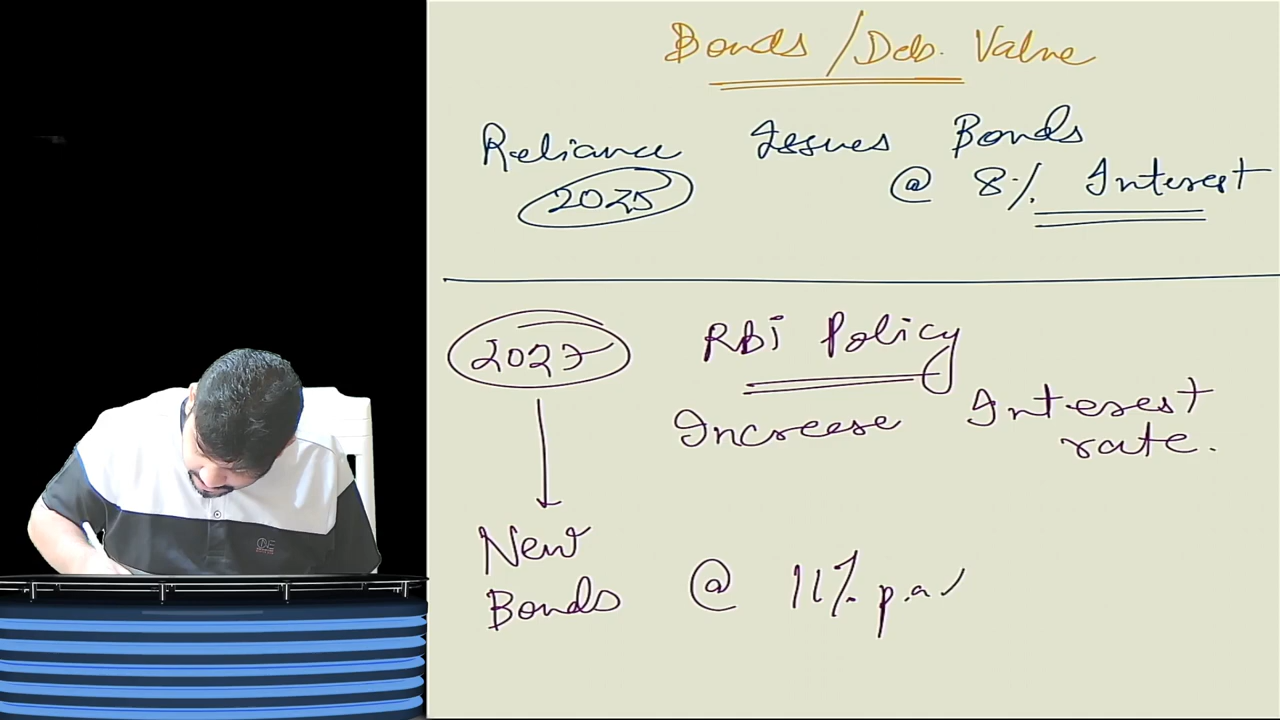 Bonds / Deb. Value
Reliance Issues Bonds
2025 @ 8% Interest
2027 RBi Policy
Increase Interest
rate.
New
Bonds @ 11% p.a.